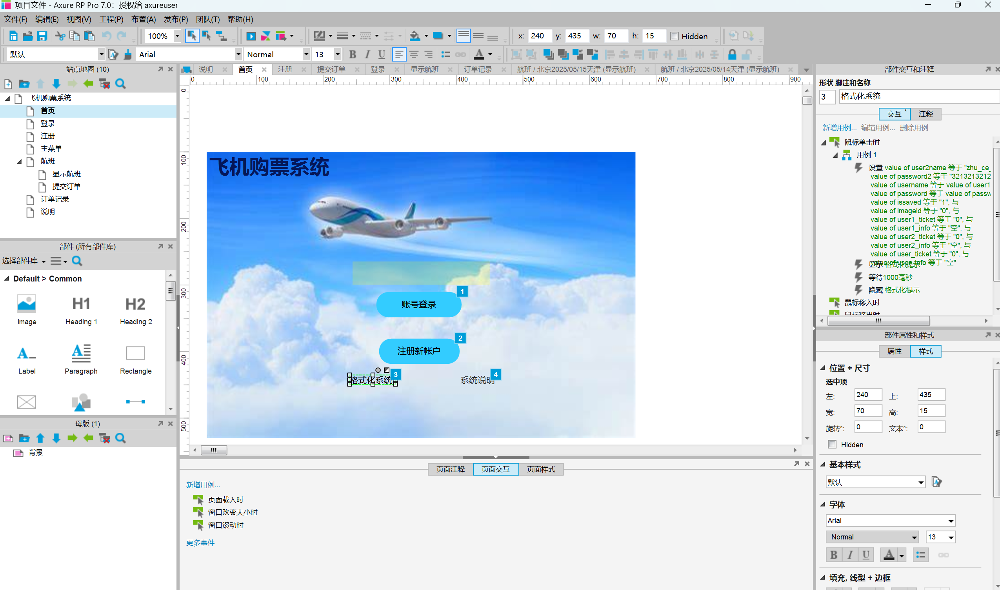 项目文件 - Axure RP Pro 7.0：授权给 axureuser
文件(F) 编辑(E) 视图(V) 工程(P) 布置(A) 发布(P) 团队(T) 帮助(H)
100% x: 240 y: 435 w: 70 h: 15 Hidden
默认 Arial Normal 13 B I U A
站点地图 (10)
飞机购票系统
首页
登录
注册
主菜单
航班
显示航班
提交订单
订单记录
说明
部件 (所有部件库)
选择部件库
Default > Common
Image Heading 1 Heading 2
H1 H2
Label Paragraph Rectangle
母版 (1)
背景
说明 首页 注册 提交订单 登录 显示航班 订单记录 航班 / 北京2025/05/15天津 (显示航班) 航班 / 北京2025/05/14天津 (显示航班)
0 100 200 300 400 500 600 700 800 900
0
100
200
300
400
500
飞机购票系统
1
账号登录
2
注册新帐户
3
格式化系统
4
系统说明
页面注释 页面交互 页面样式
新增用例...
页面载入时
窗口改变大小时
窗口滚动时
更多事件
部件交互和注释
形状 脚注和名称
3 格式化系统
交互 * 注释
新增用例... 编辑用例... 删除用例
鼠标单击时
用例 1
设置 value of user2name 等于 "zhu_ce_
value of password2 等于 "3213213212
value of username 等于 value of user1
value of password 等于 value of passw
value of issaved 等于 "1", 与
value of imageid 等于 "0", 与
value of user1_ticket 等于 "0", 与
value of user1_info 等于 "空", 与
value of user2_ticket 等于 "0", 与
value of user2_info 等于 "空", 与
value of user_ticket 等于 "0", 与
value of user_info 等于 "空"
显示 格式化提示
等待1000毫秒
隐藏 格式化提示
鼠标移入时
鼠标移出时
部件属性和样式
属性 样式
位置 + 尺寸
选中项
左: 240 上: 435
宽: 70 高: 15
旋转°: 0 文本°: 0
Hidden
基本样式
默认
字体
Arial
Normal 13
B I U A
填充, 线型 + 边框